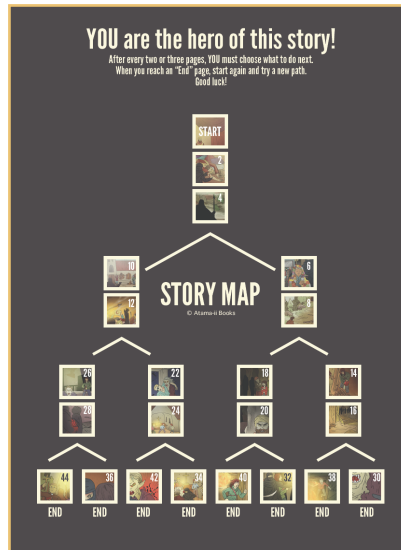 YOU are the hero of this story!
After every two or three pages, YOU must choose what to do next.
When you reach an "End" page, start again and try a new path.
Good luck!
START
2
4
10
6
12
STORY MAP
8
© Atama-ii Books
26
22
18
14
28
24
20
16
44
36
42
34
40
32
38
30
END
END
END
END
END
END
END
END